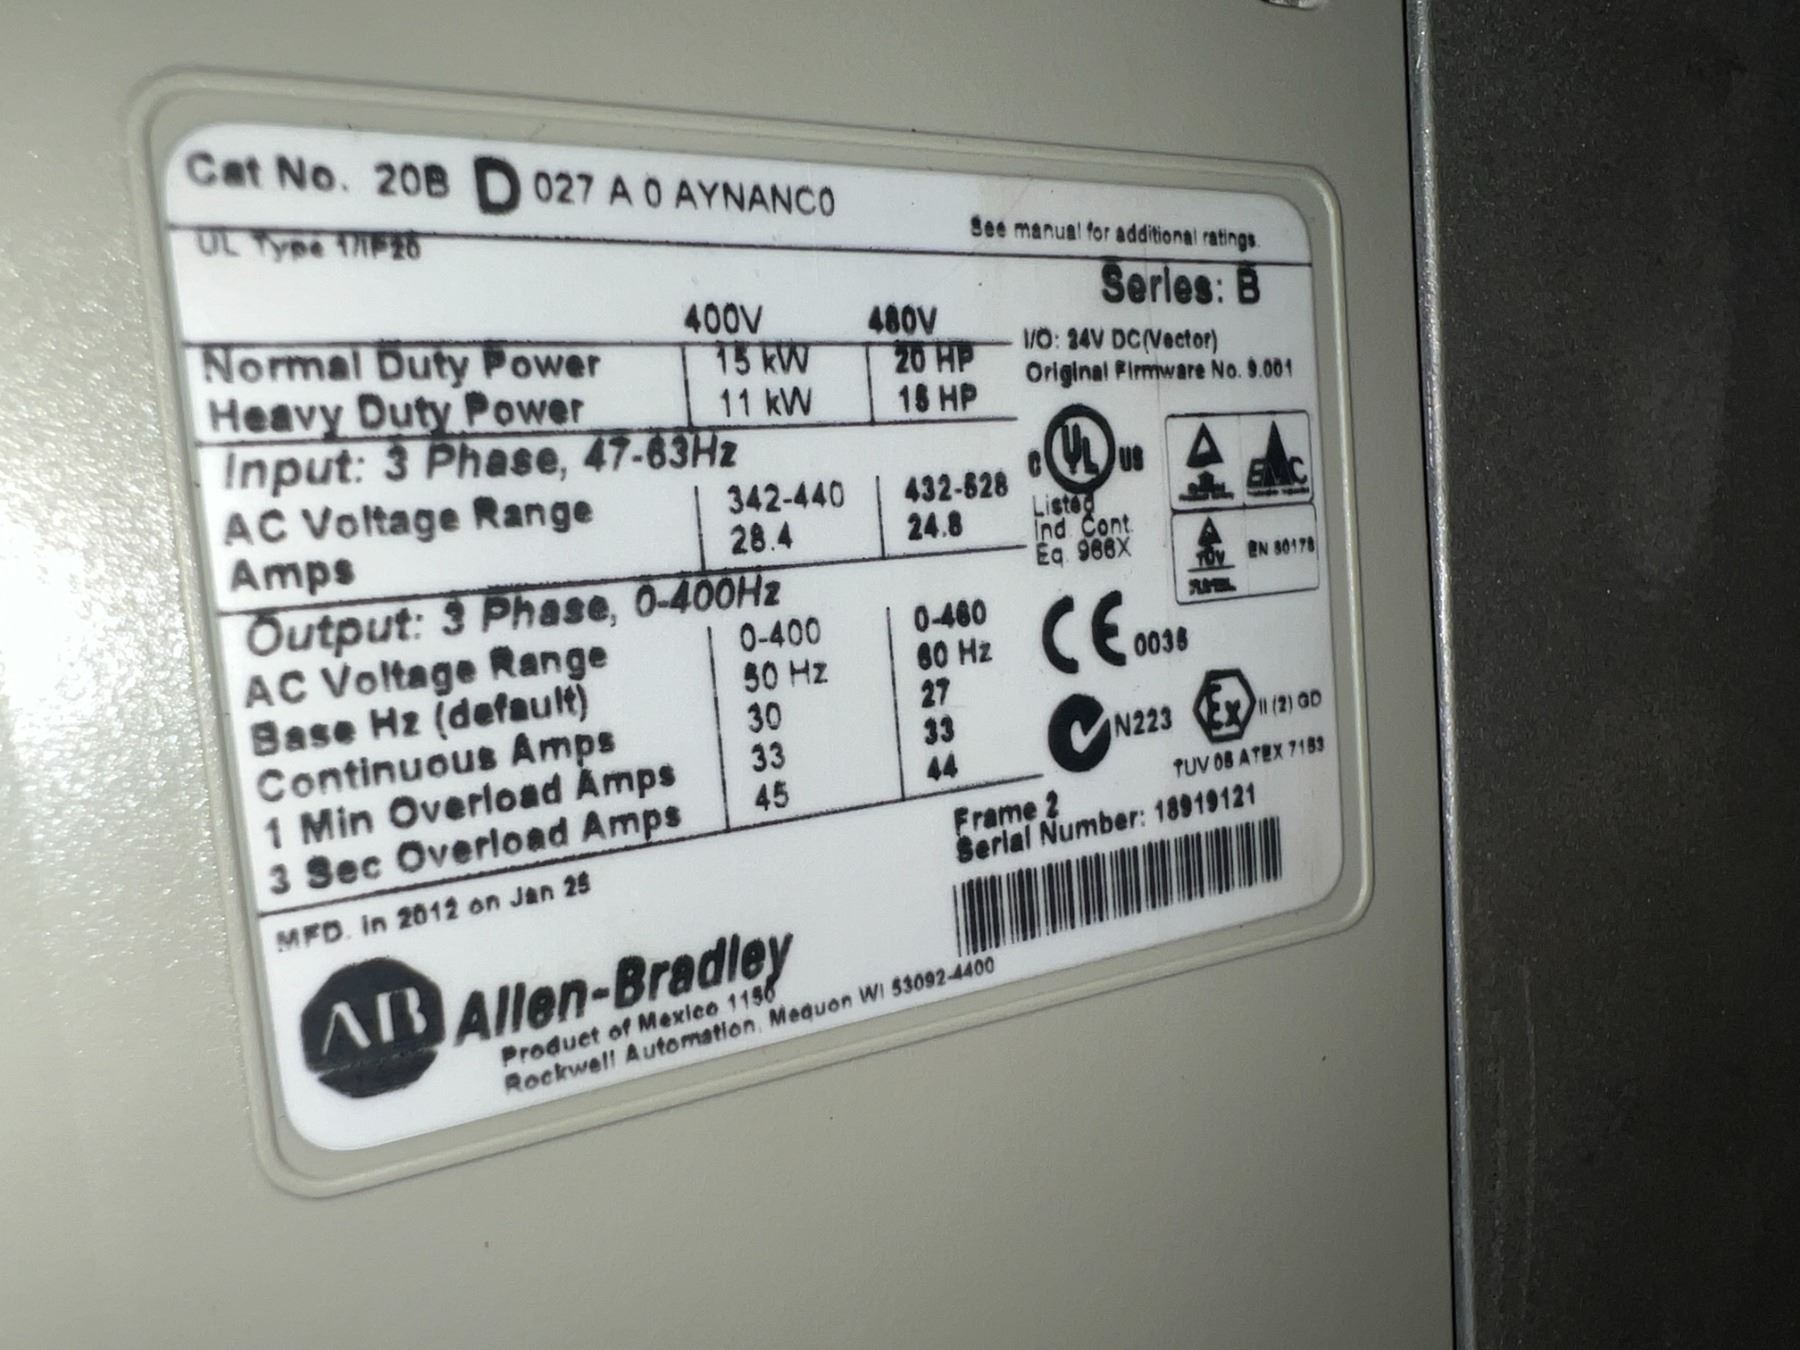 Cat No. 20B D 027 A 0 AYNANC0
UL Type 1/IP20
See manual for additional ratings.
Series: B
400V 480V
I/O: 24V DC(Vector)
Normal Duty Power 15 kW 20 HP
Original Firmware No. 9.001
Heavy Duty Power 11 kW 15 HP
Input: 3 Phase, 47-63Hz
AC Voltage Range 342-440 432-528
Amps 28.4 24.8
C UL US
Listed
Ind Cont
Eq. 966X
EMC
TUV
EN 50178
Output: 3 Phase, 0-400Hz
AC Voltage Range 0-400 0-460
Base Hz (default) 50 Hz 60 Hz
Continuous Amps 30 27
1 Min Overload Amps 33 33
3 Sec Overload Amps 45 44
CE 0035
N223
Ex II (2) GD
TUV 05 ATEX 7153
Frame 2
Serial Number: 18919121
MFD. in 2012 on Jan 25
AB Allen-Bradley
Product of Mexico 1150
Rockwell Automation, Mequon WI 53092-4400